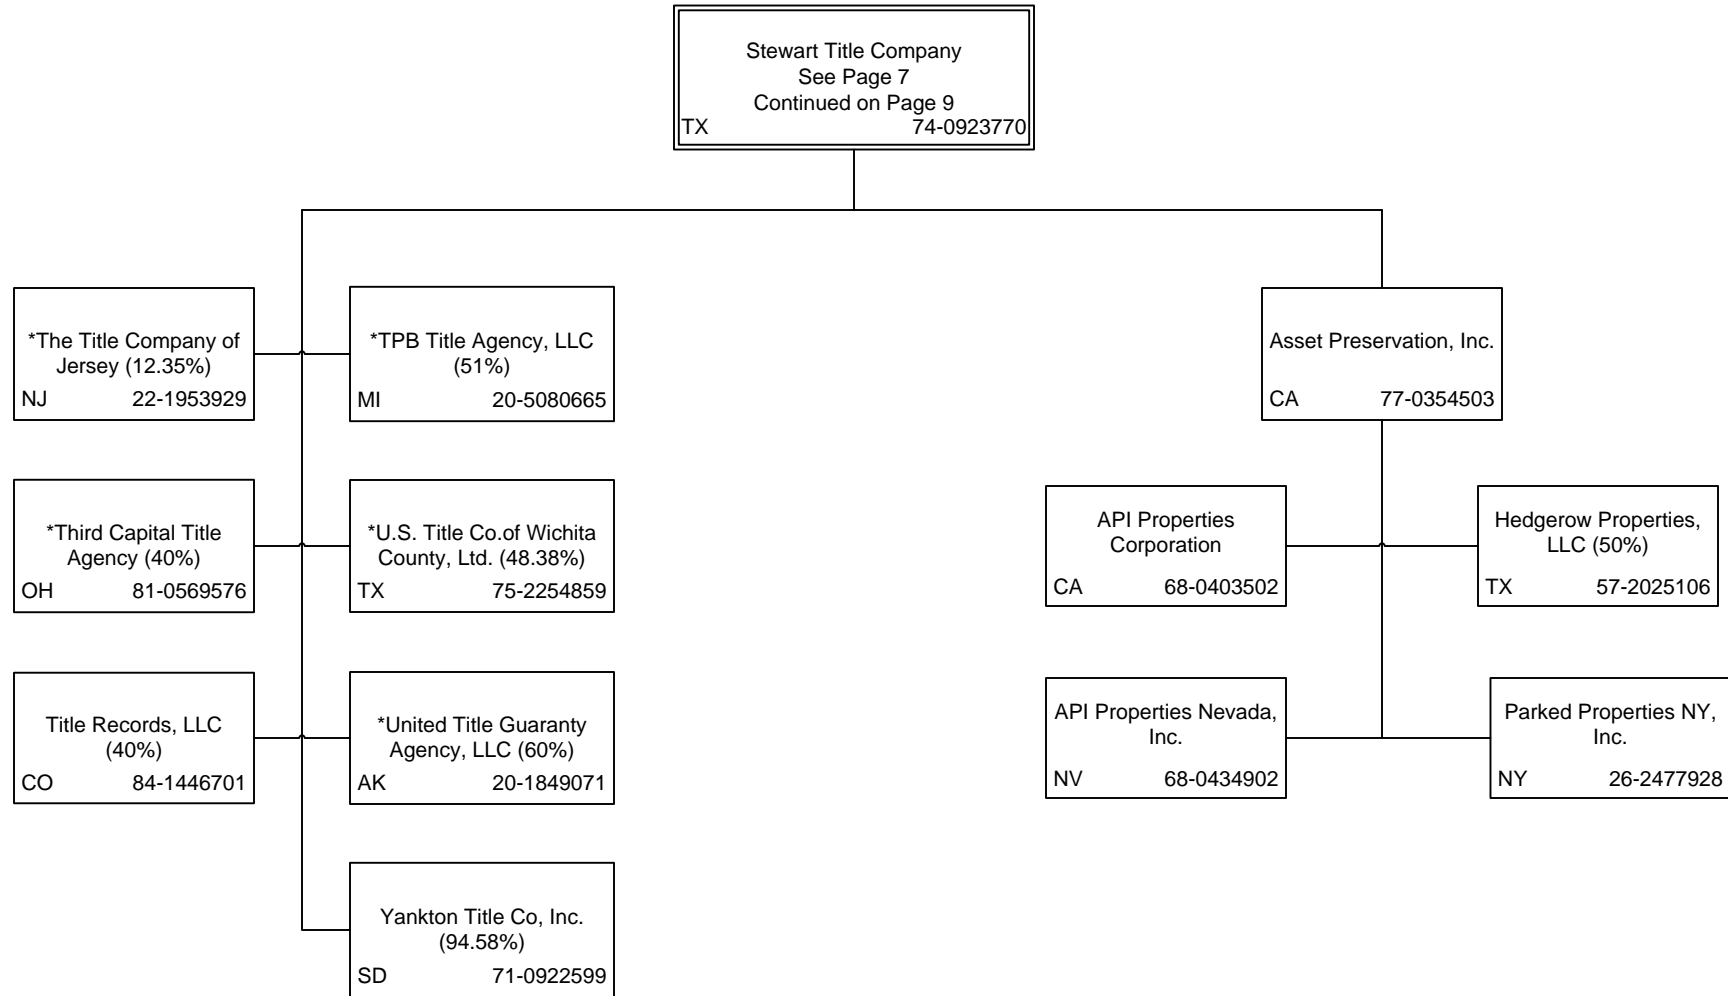 Stewart Title Company
See Page 7
Continued on Page 9
TX 74-0923770
*The Title Company of
Jersey (12.35%)
NJ 22-1953929
*TPB Title Agency, LLC
(51%)
MI 20-5080665
Asset Preservation, Inc.
CA 77-0354503
*Third Capital Title
Agency (40%)
OH 81-0569576
*U.S. Title Co.of Wichita
County, Ltd. (48.38%)
TX 75-2254859
API Properties
Corporation
CA 68-0403502
Hedgerow Properties,
LLC (50%)
TX 57-2025106
Title Records, LLC
(40%)
CO 84-1446701
*United Title Guaranty
Agency, LLC (60%)
AK 20-1849071
API Properties Nevada,
Inc.
NV 68-0434902
Parked Properties NY,
Inc.
NY 26-2477928
Yankton Title Co, Inc.
(94.58%)
SD 71-0922599